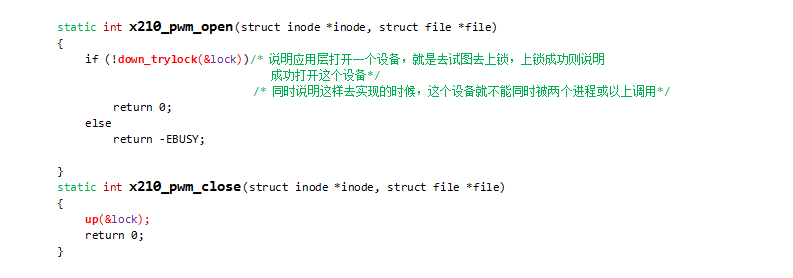 static int x210_pwm_open(struct inode *inode, struct file *file)
{
if (!down_trylock(&lock))/* 说明应用层打开一个设备，就是去试图去上锁，上锁成功则说明
成功打开这个设备*/
/* 同时说明这样去实现的时候，这个设备就不能同时被两个进程或以上调用*/
return 0;
else
return -EBUSY;
}
static int x210_pwm_close(struct inode *inode, struct file *file)
{
up(&lock);
return 0;
}